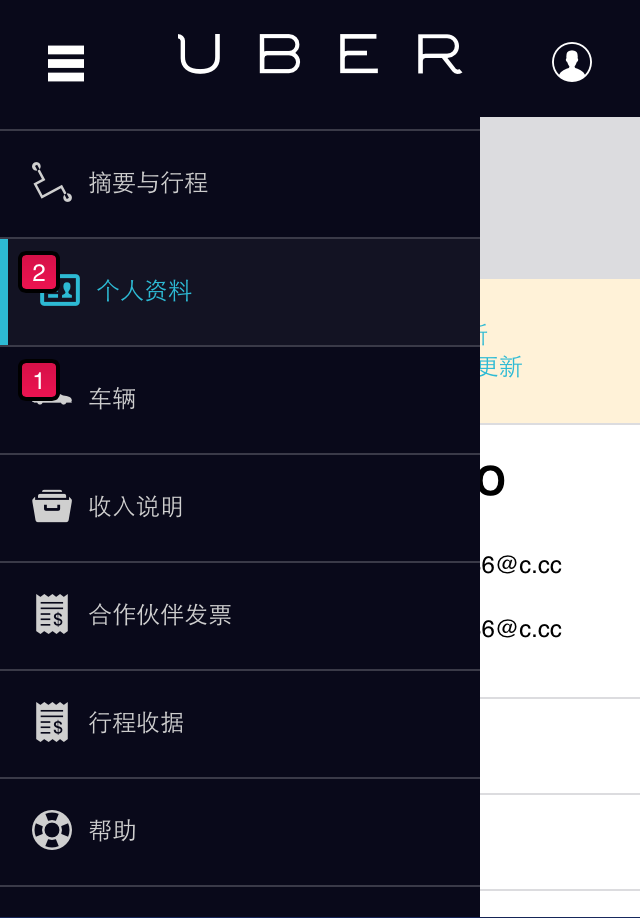 UBER
摘要与行程
2
个人资料
新
更新
1
车辆
o
6@c.cc
收入说明
合作伙伴发票
6@c.cc
行程收据
帮助